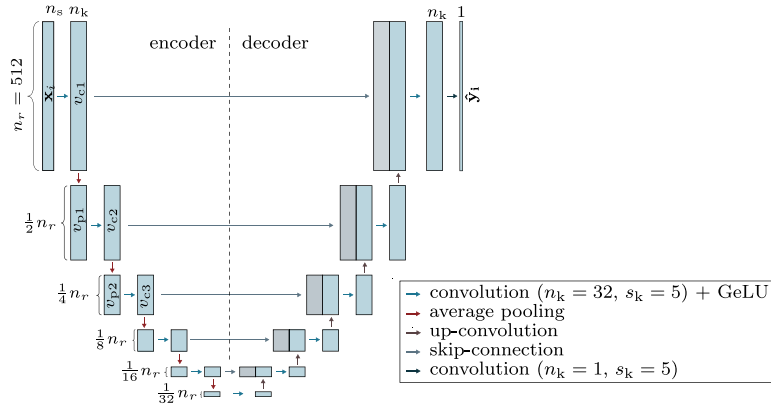 n_s n_k
n_k 1
encoder decoder
n_r = 512
x_i
v_c1
ŷ_i
½ n_r
v_p1
v_c2
¼ n_r
v_p2
v_c3
⅛ n_r
1/16 n_r
1/32 n_r
convolution (n_k = 32, s_k = 5) + GeLU
average pooling
up-convolution
skip-connection
convolution (n_k = 1, s_k = 5)